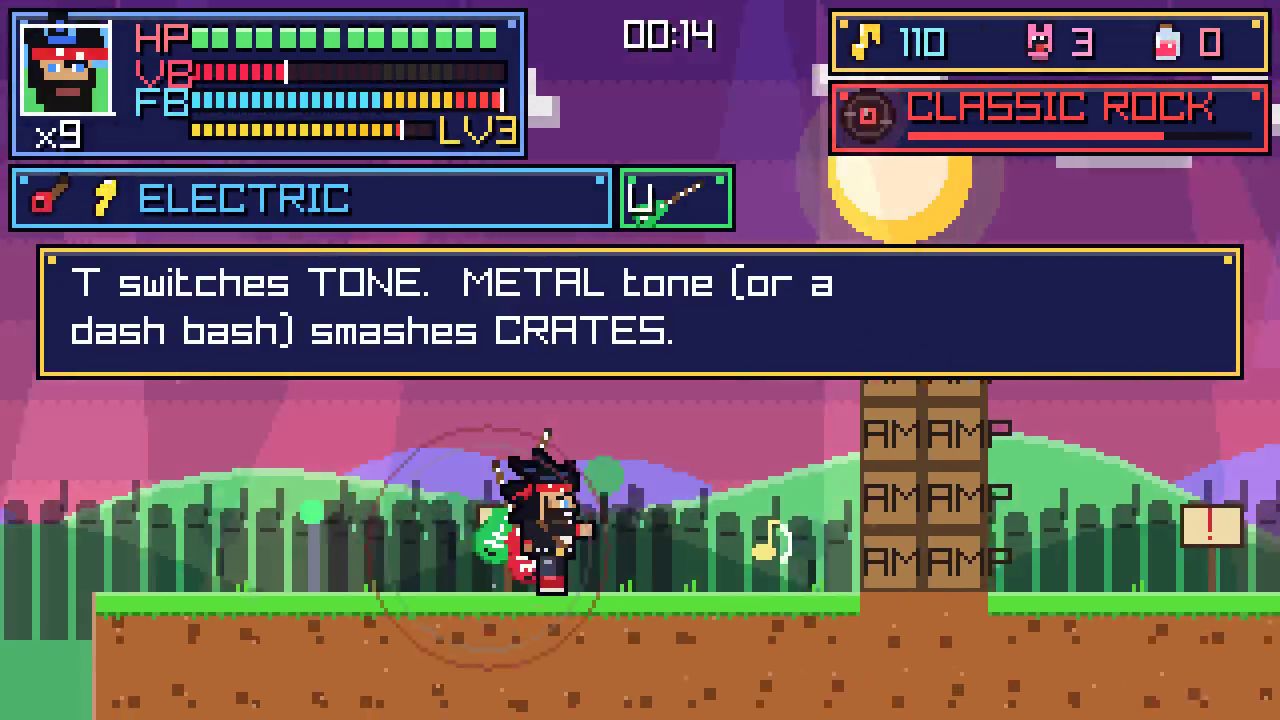 HP
00:14
110
3
0
VB
FB
CLASSIC ROCK
x9
LV3
ELECTRIC
U
T switches TONE. METAL tone (or a
dash bash) smashes CRATES.
AMAMP
AMAMP
AMAMP
!